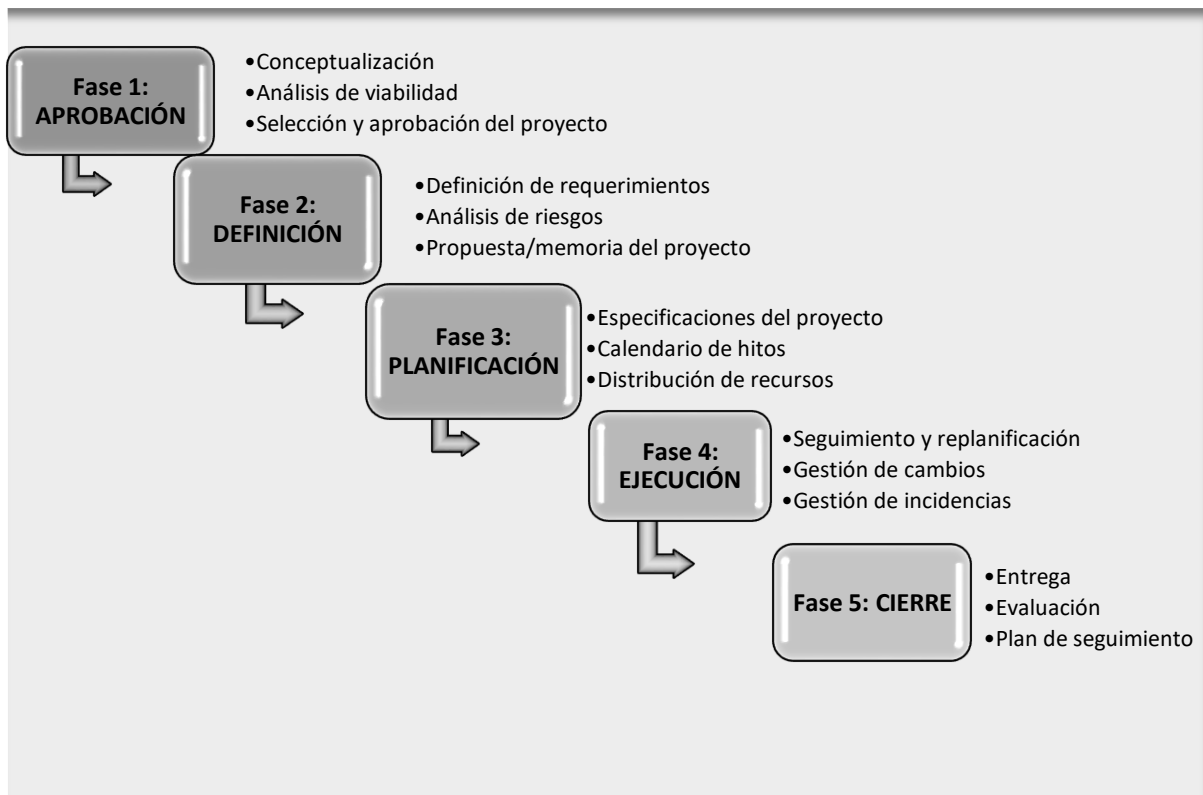 Fase 1:
APROBACIÓN
•Conceptualización
•Análisis de viabilidad
•Selección y aprobación del proyecto
Fase 2:
DEFINICIÓN
•Definición de requerimientos
•Análisis de riesgos
•Propuesta/memoria del proyecto
Fase 3:
PLANIFICACIÓN
•Especificaciones del proyecto
•Calendario de hitos
•Distribución de recursos
Fase 4:
EJECUCIÓN
•Seguimiento y replanificación
•Gestión de cambios
•Gestión de incidencias
Fase 5: CIERRE
•Entrega
•Evaluación
•Plan de seguimiento